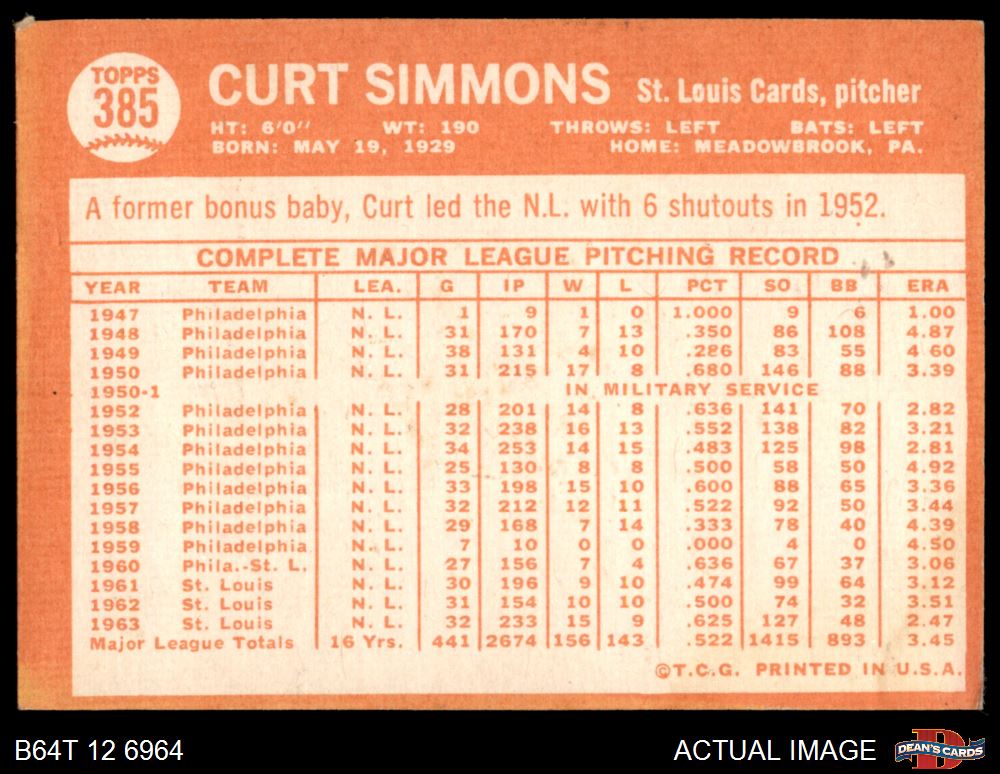 TOPPS
385
CURT SIMMONS St. Louis Cards, pitcher
HT: 6'0" WT: 190 THROWS: LEFT BATS: LEFT
BORN: MAY 19, 1929 HOME: MEADOWBROOK, PA.
A former bonus baby, Curt led the N.L. with 6 shutouts in 1952.
COMPLETE MAJOR LEAGUE PITCHING RECORD
YEAR TEAM LEA. G IP W L PCT SO BB ERA
1947 Philadelphia N. L. 1 9 1 0 1.000 9 6 1.00
1948 Philadelphia N. L. 31 170 7 13 .350 86 108 4.87
1949 Philadelphia N. L. 38 131 4 10 .286 83 55 4.60
1950 Philadelphia N. L. 31 215 17 8 .680 146 88 3.39
1950-1 IN MILITARY SERVICE
1952 Philadelphia N. L. 28 201 14 8 .636 141 70 2.82
1953 Philadelphia N. L. 32 238 16 13 .552 138 82 3.21
1954 Philadelphia N. L. 34 253 14 15 .483 125 98 2.81
1955 Philadelphia N. L. 25 130 8 8 .500 58 50 4.92
1956 Philadelphia N. L. 33 198 15 10 .600 88 65 3.36
1957 Philadelphia N. L. 32 212 12 11 .522 92 50 3.44
1958 Philadelphia N. L. 29 168 7 14 .333 78 40 4.39
1959 Philadelphia N. L. 7 10 0 0 .000 4 0 4.50
1960 Phila.-St. L. N. L. 27 156 7 4 .636 67 37 3.06
1961 St. Louis N. L. 30 196 9 10 .474 99 64 3.12
1962 St. Louis N. L. 31 154 10 10 .500 74 32 3.51
1963 St. Louis N. L. 32 233 15 9 .625 127 48 2.47
Major League Totals 16 Yrs. 441 2674 156 143 .522 1415 893 3.45
©T.C.G. PRINTED IN U.S.A.
B64T 12 6964 ACTUAL IMAGE D DEAN'S CARDS